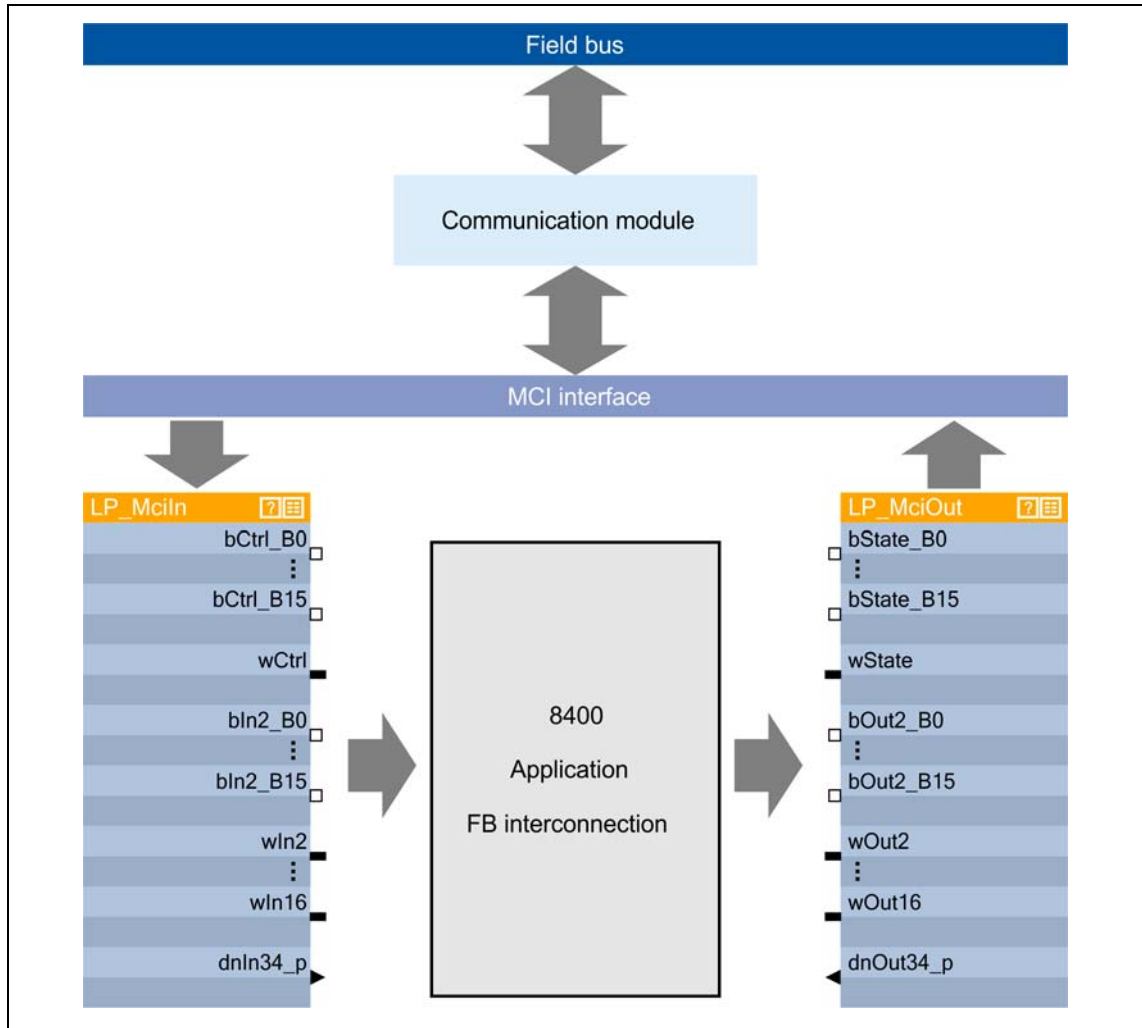 Field bus
Communication module
MCI interface
LP_MciIn
bCtrl_B0
bCtrl_B15
wCtrl
bIn2_B0
bIn2_B15
wIn2
wIn16
dnIn34_p
8400
Application
FB interconnection
LP_MciOut
bState_B0
bState_B15
wState
bOut2_B0
bOut2_B15
wOut2
wOut16
dnOut34_p